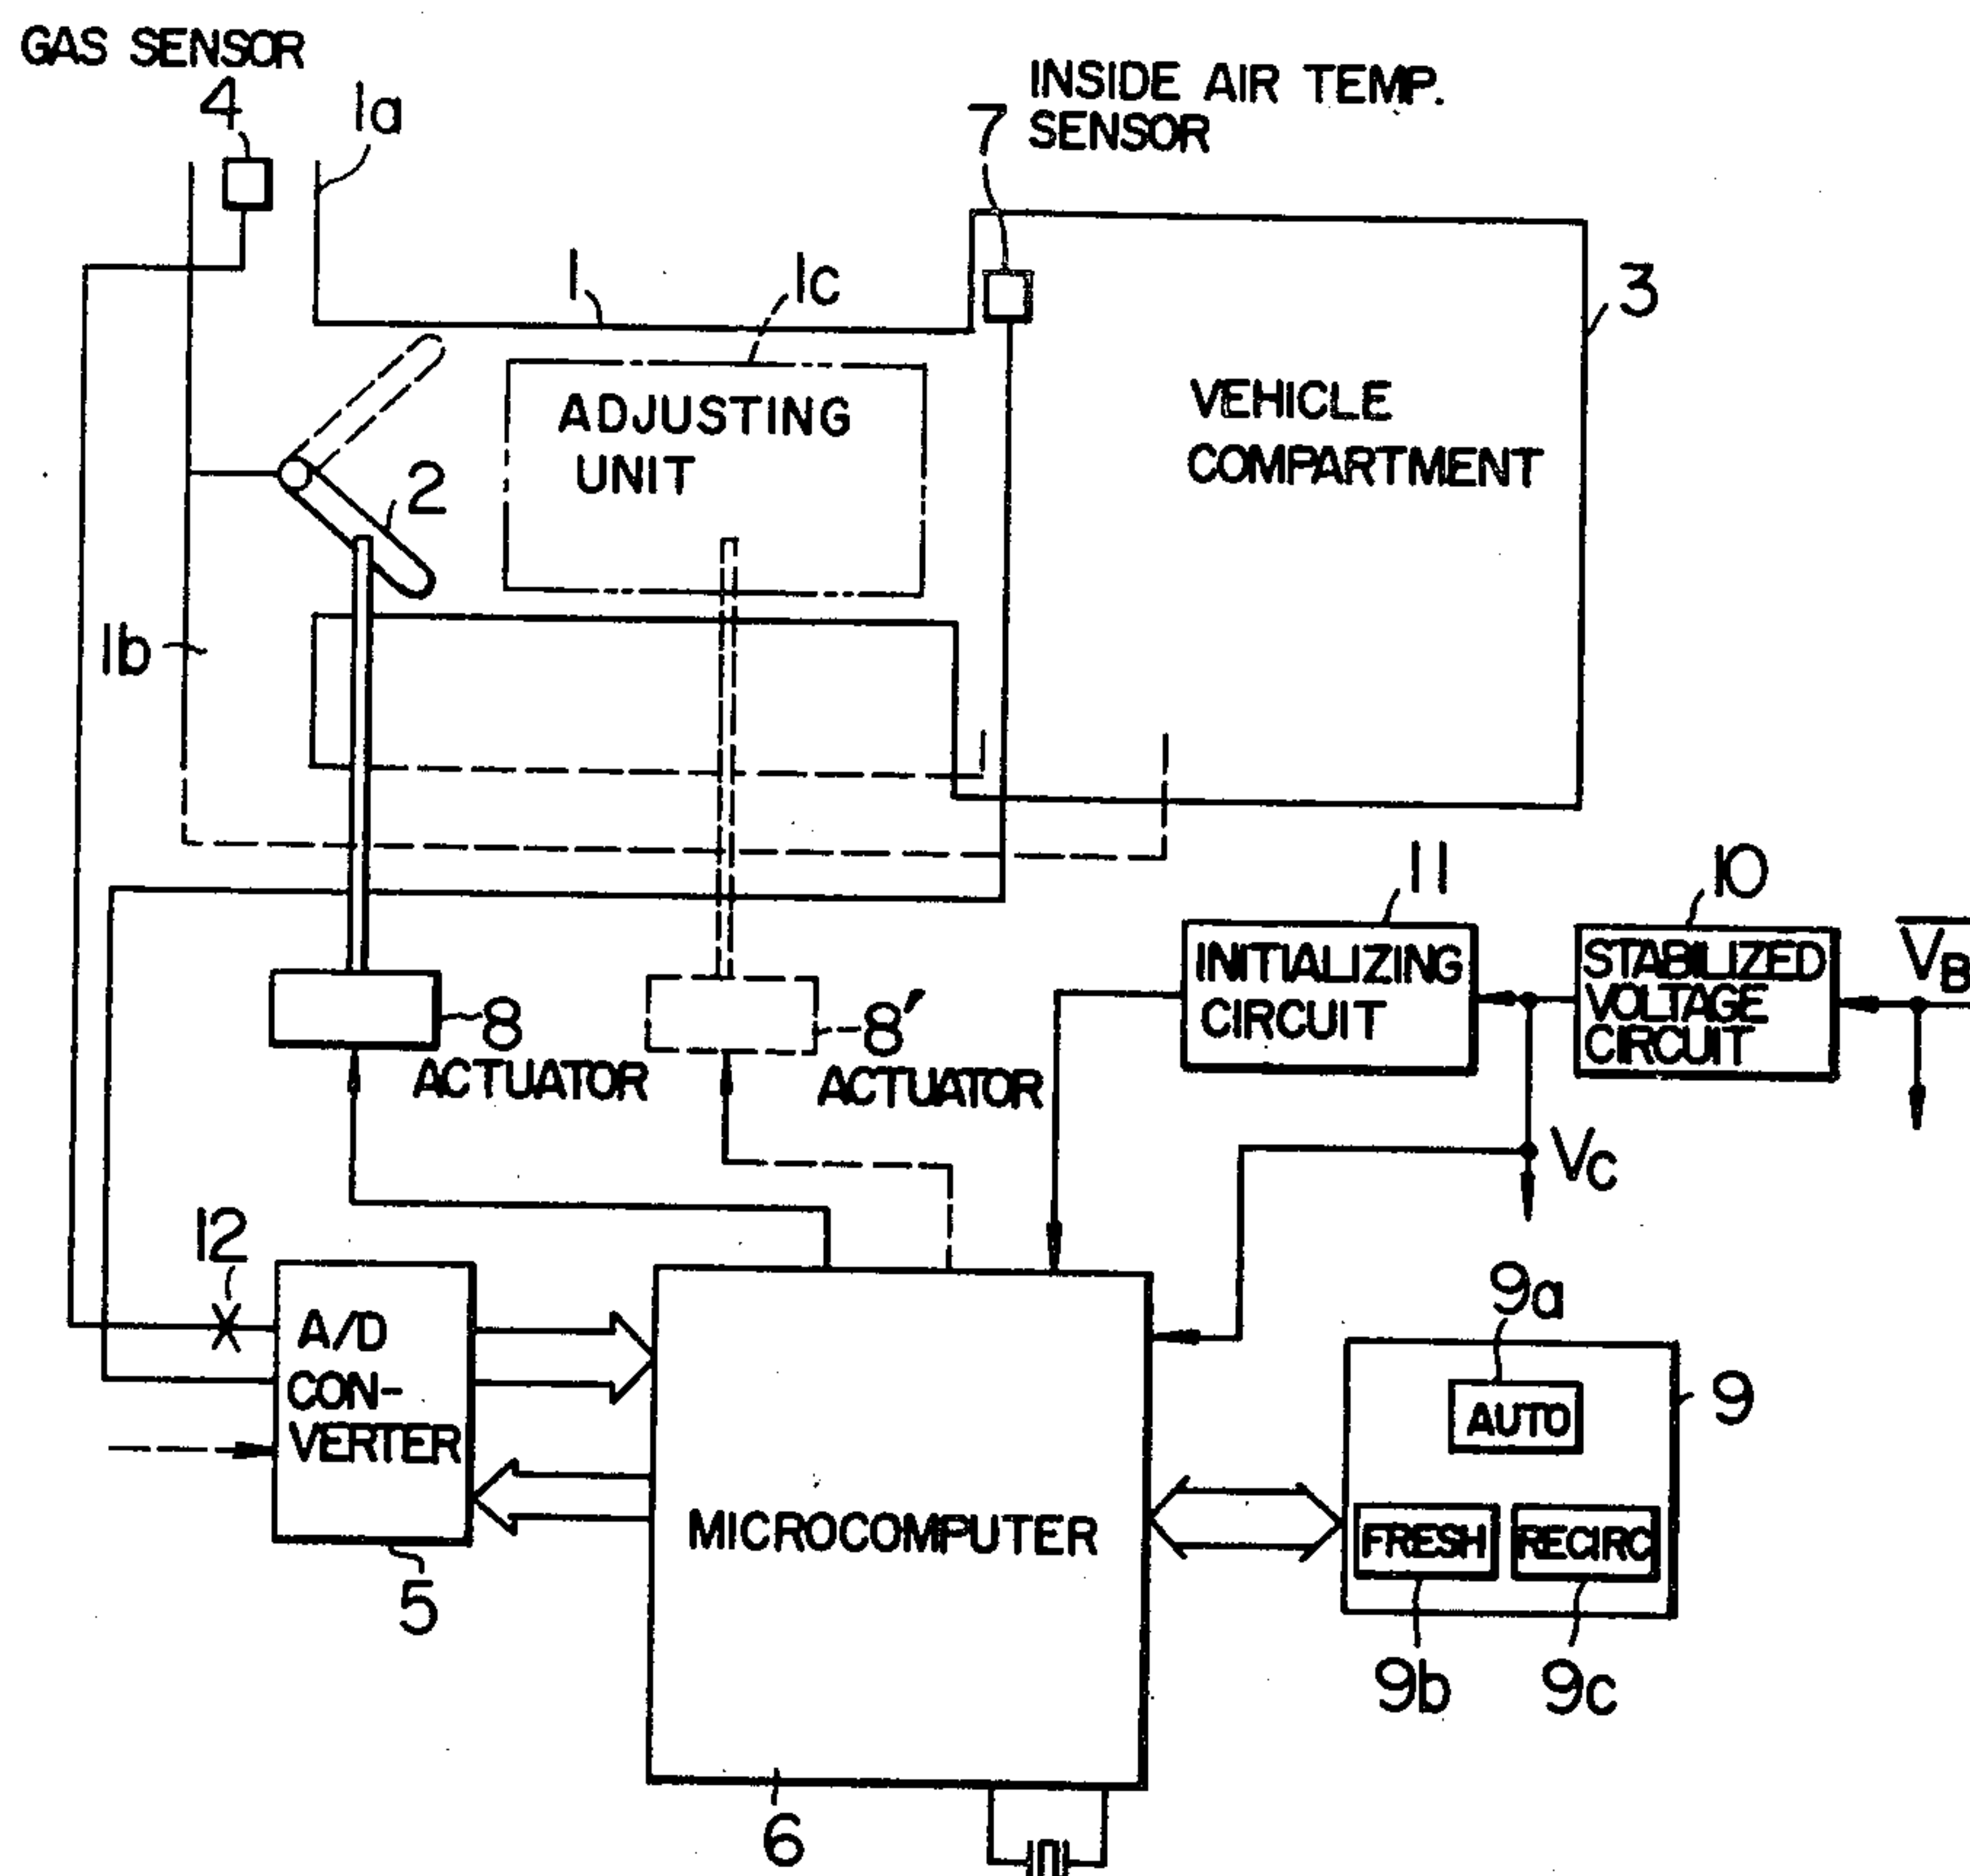 GAS SENSOR
4
1a
INSIDE AIR TEMP.
SENSOR
7
1
1c
3
ADJUSTING
UNIT
VEHICLE
COMPARTMENT
2
1b
11
10
INITIALIZING
CIRCUIT
STABILIZED
VOLTAGE
CIRCUIT
VB
8
ACTUATOR
8'
ACTUATOR
VC
12
A/D
CON-
VERTER
9a
9
AUTO
MICROCOMPUTER
FRESH
RECIRC
5
9b
9c
6